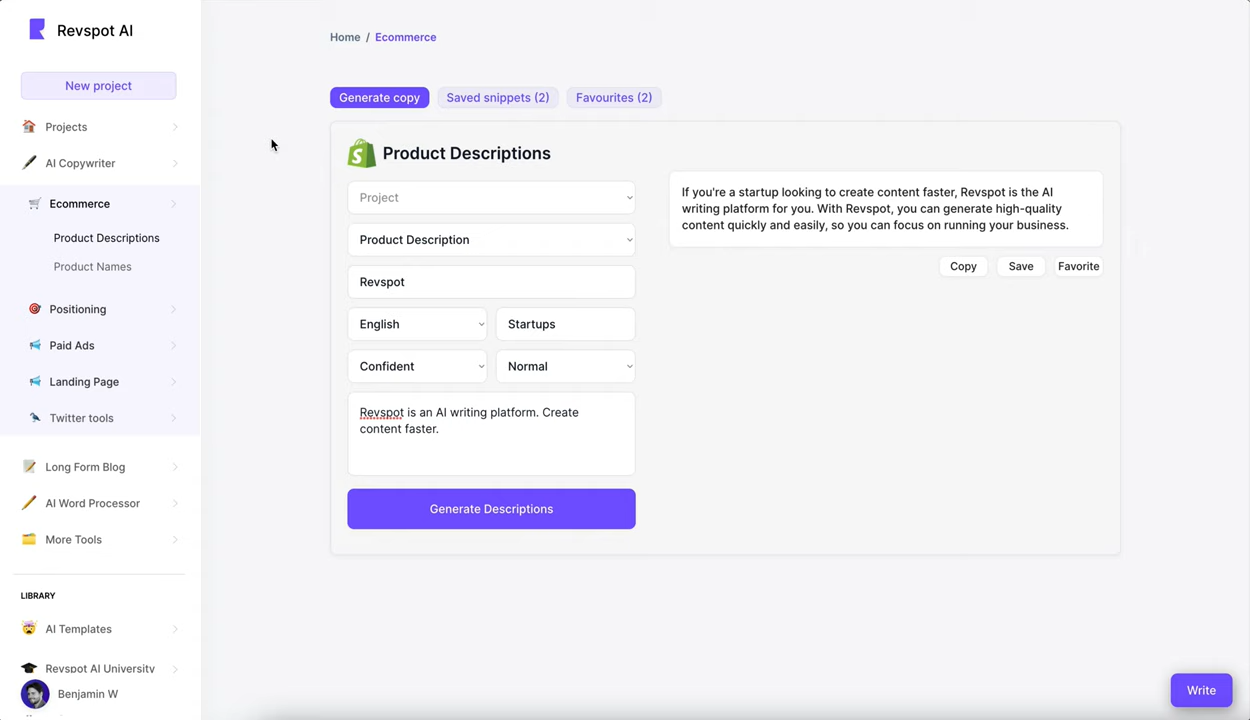 Revspot AI
New project
Projects
AI Copywriter
Ecommerce
Product Descriptions
Product Names
Positioning
Paid Ads
Landing Page
Twitter tools
Long Form Blog
AI Word Processor
More Tools
LIBRARY
AI Templates
Revspot AI University
Benjamin W
Home / Ecommerce
Generate copy
Saved snippets (2)
Favourites (2)
Product Descriptions
Project
Product Description
Revspot
English
Startups
Confident
Normal
Revspot is an AI writing platform. Create
content faster.
Generate Descriptions
If you're a startup looking to create content faster, Revspot is the AI
writing platform for you. With Revspot, you can generate high-quality
content quickly and easily, so you can focus on running your business.
Copy
Save
Favorite
Write